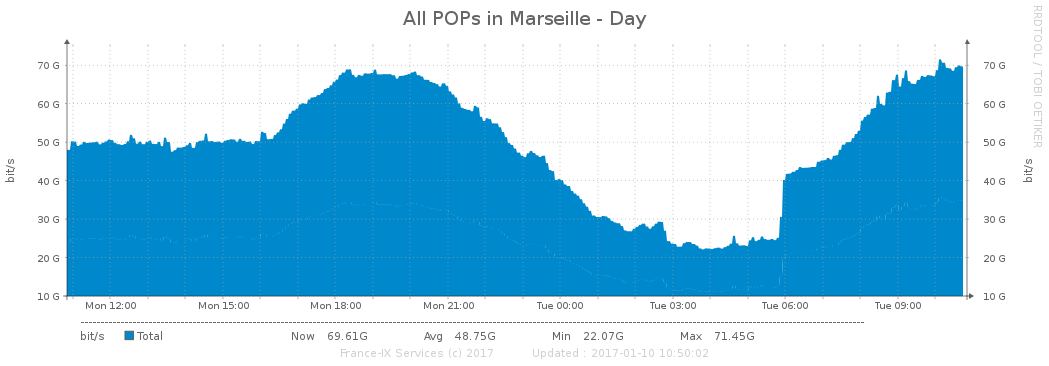 All POPs in Marseille - Day
RRDTOOL / TOBI OETIKER
bit/s
70 G 70 G
60 G 60 G
50 G 50 G
40 G 40 G
30 G 30 G
20 G 20 G
10 G 10 G
bit/s
Mon 12:00 Mon 15:00 Mon 18:00 Mon 21:00 Tue 00:00 Tue 03:00 Tue 06:00 Tue 09:00
bit/s Total Now 69.61G Avg 48.75G Min 22.07G Max 71.45G
France-IX Services (c) 2017 Updated : 2017-01-10 10:50:02